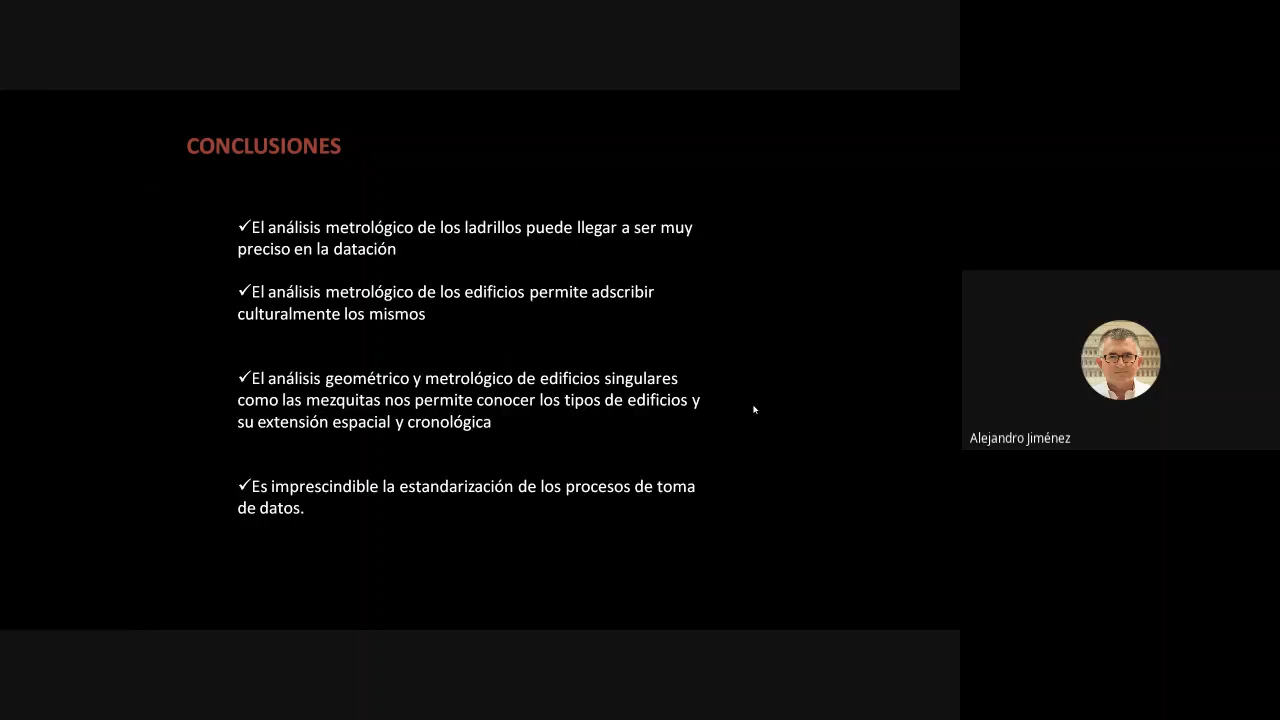 CONCLUSIONES
✓El análisis metrológico de los ladrillos puede llegar a ser muy
preciso en la datación
✓El análisis metrológico de los edificios permite adscribir
culturalmente los mismos
✓El análisis geométrico y metrológico de edificios singulares
como las mezquitas nos permite conocer los tipos de edificios y
su extensión espacial y cronológica
✓Es imprescindible la estandarización de los procesos de toma
de datos.
Alejandro Jiménez